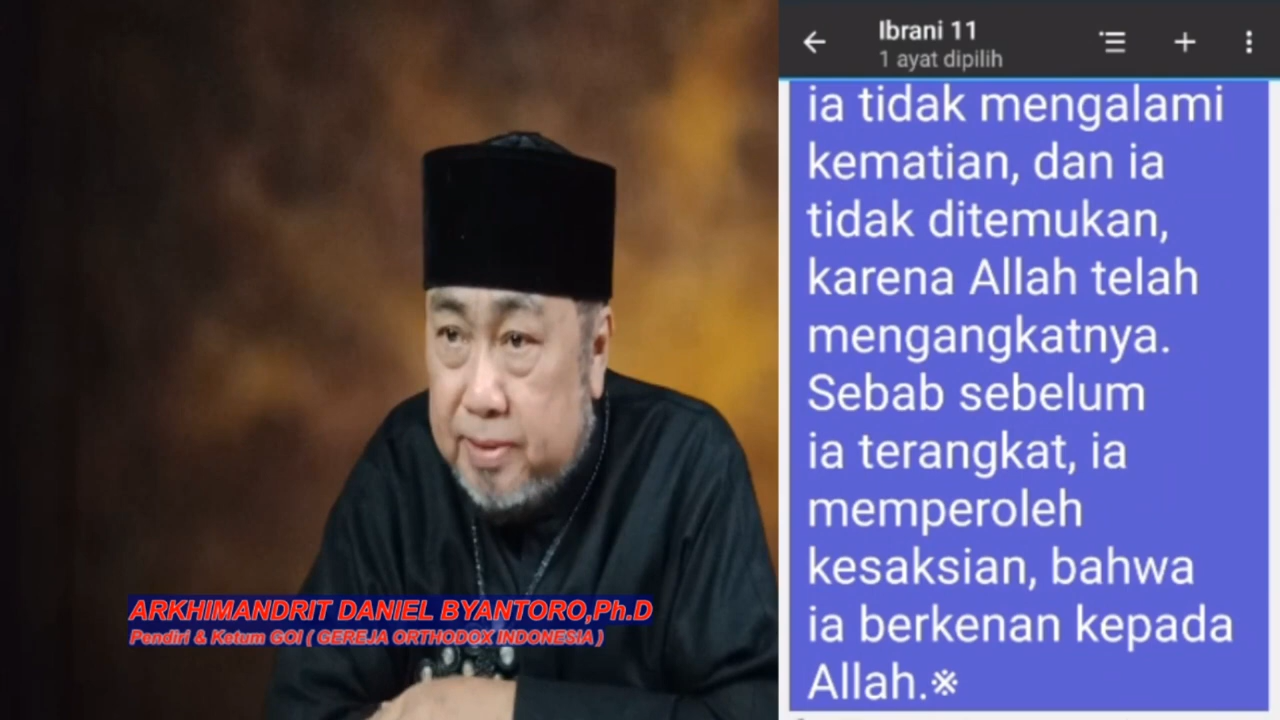 Ibrani 11
1 ayat dipilih
ia tidak mengalami
kematian, dan ia
tidak ditemukan,
karena Allah telah
mengangkatnya.
Sebab sebelum
ia terangkat, ia
memperoleh
kesaksian, bahwa
ia berkenan kepada
Allah.※
ARKHIMANDRIT DANIEL BYANTORO,Ph.D
Pendiri & Ketum GOI ( GEREJA ORTHODOX INDONESIA )